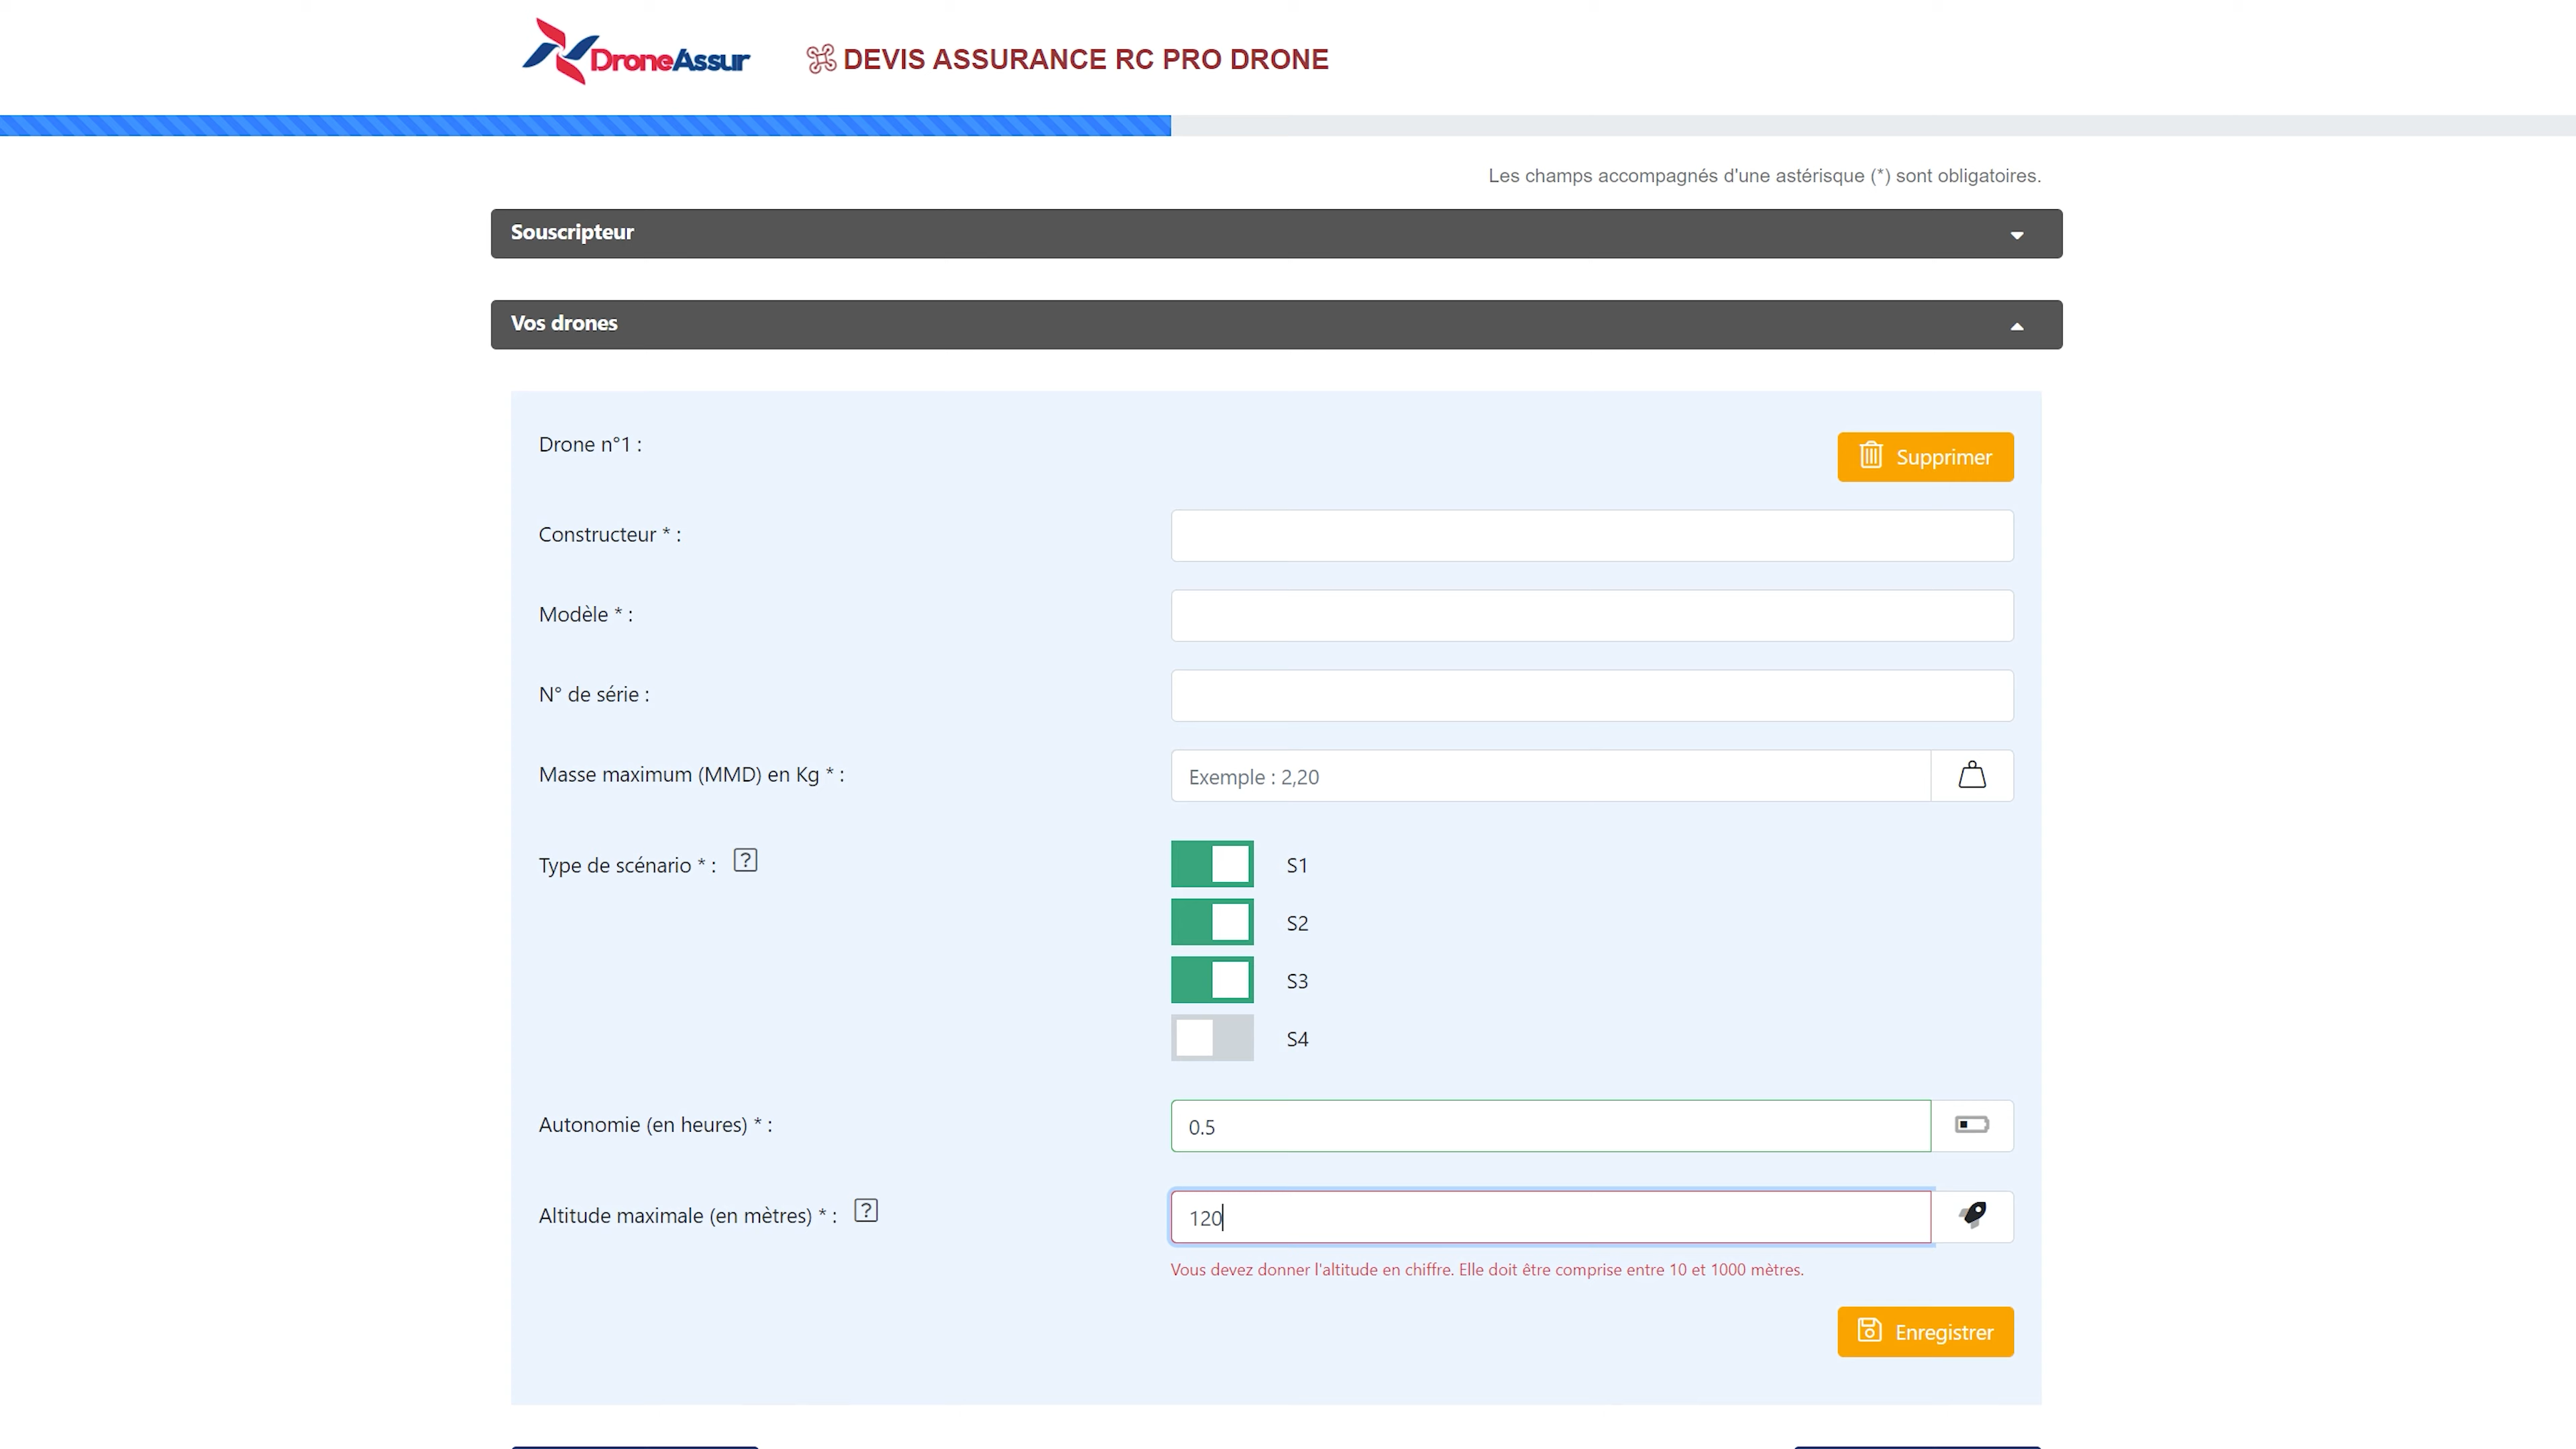 DroneAssur
DEVIS ASSURANCE RC PRO DRONE
Les champs accompagnés d'une astérisque (*) sont obligatoires.
Souscripteur
Vos drones
Drone n°1 :
Supprimer
Constructeur * :
Modèle * :
N° de série :
Masse maximum (MMD) en Kg * :
Exemple : 2,20
Type de scénario * : ?
S1
S2
S3
S4
Autonomie (en heures) * :
0.5
Altitude maximale (en mètres) * : ?
120
Vous devez donner l'altitude en chiffre. Elle doit être comprise entre 10 et 1000 mètres.
Enregistrer